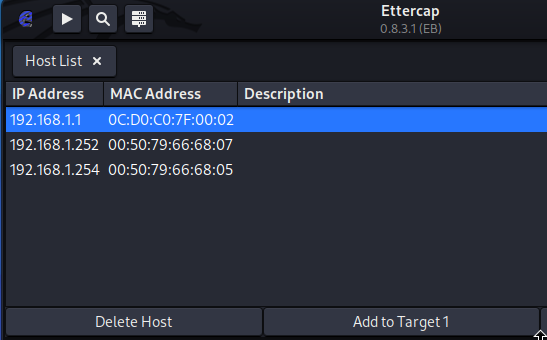 Ettercap
0.8.3.1 (EB)
Host List ×
IP Address MAC Address Description
192.168.1.1 0C:D0:C0:7F:00:02
192.168.1.252 00:50:79:66:68:07
192.168.1.254 00:50:79:66:68:05
Delete Host Add to Target 1